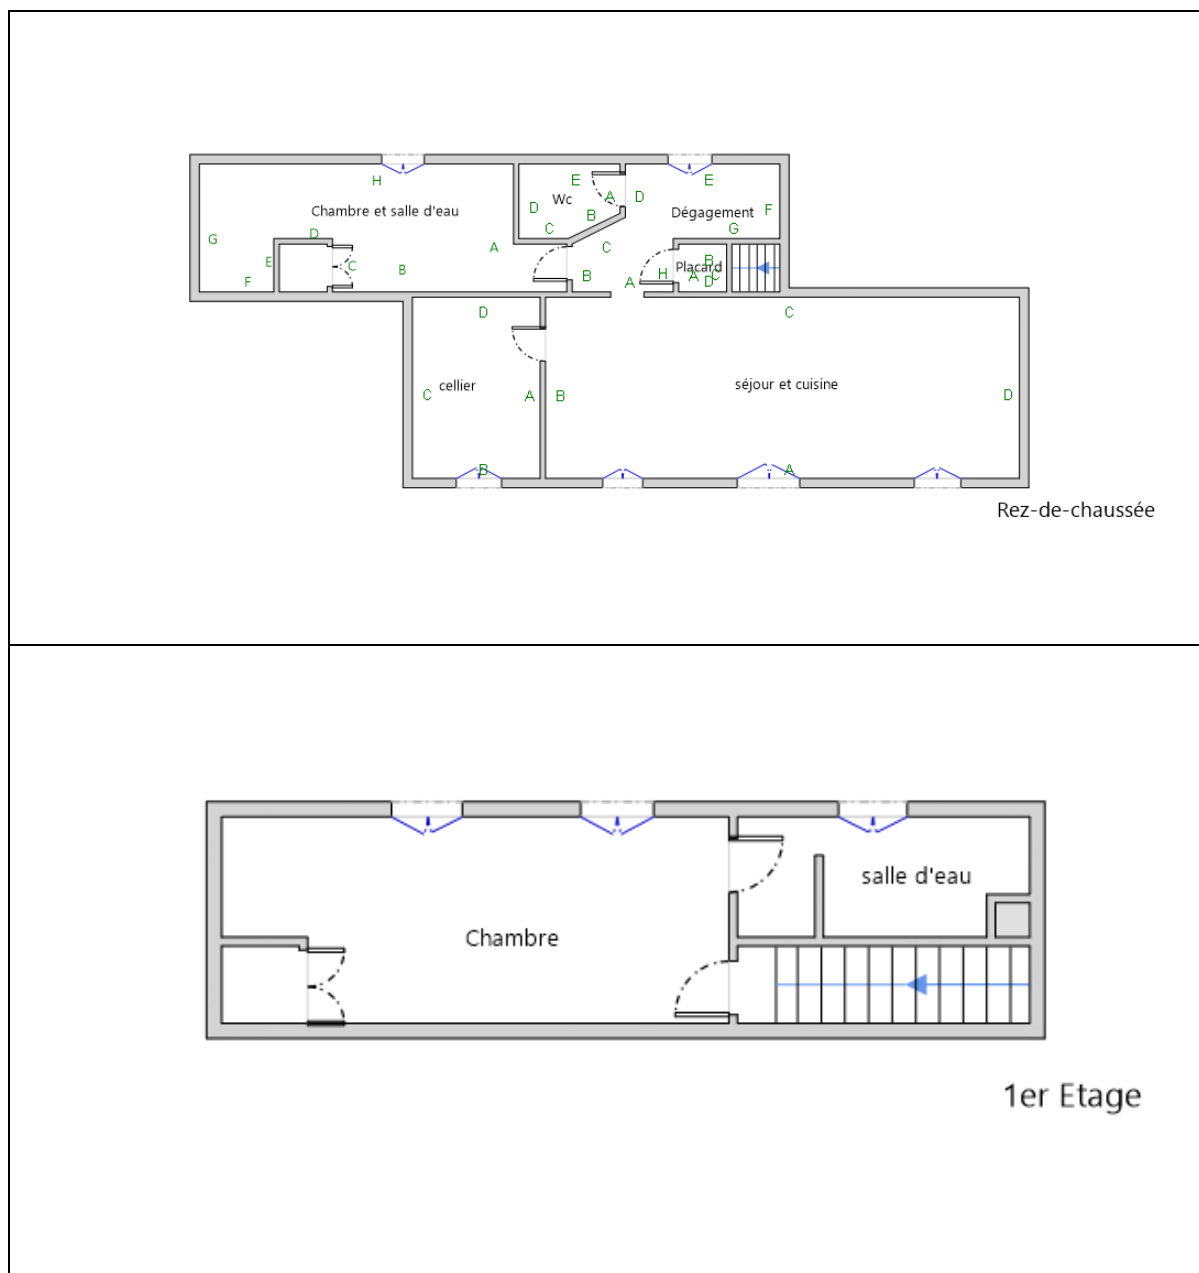 H
E
E
Wc
A
D
D
Chambre et salle d'eau
B
Dégagement
F
C
G
G
D
A
C
E
C
B
B
Placard
H
A
C
B
F
A
D
D
C
séjour et cuisine
cellier
C
A
B
D
B
A
Rez-de-chaussée
salle d'eau
Chambre
1er Etage